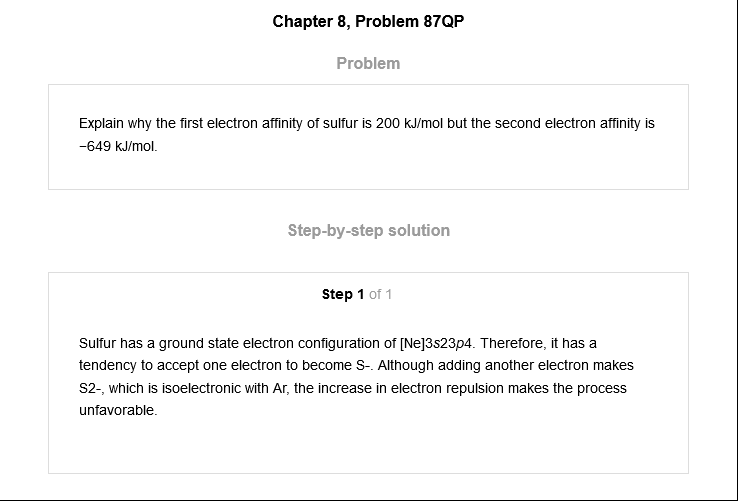 Chapter 8, Problem 87QP
Problem
Explain why the first electron affinity of sulfur is 200 kJ/mol but the second electron affinity is
−649 kJ/mol.
Step-by-step solution
Step 1 of 1
Sulfur has a ground state electron configuration of [Ne]3s23p4. Therefore, it has a
tendency to accept one electron to become S-. Although adding another electron makes
S2-, which is isoelectronic with Ar, the increase in electron repulsion makes the process
unfavorable.